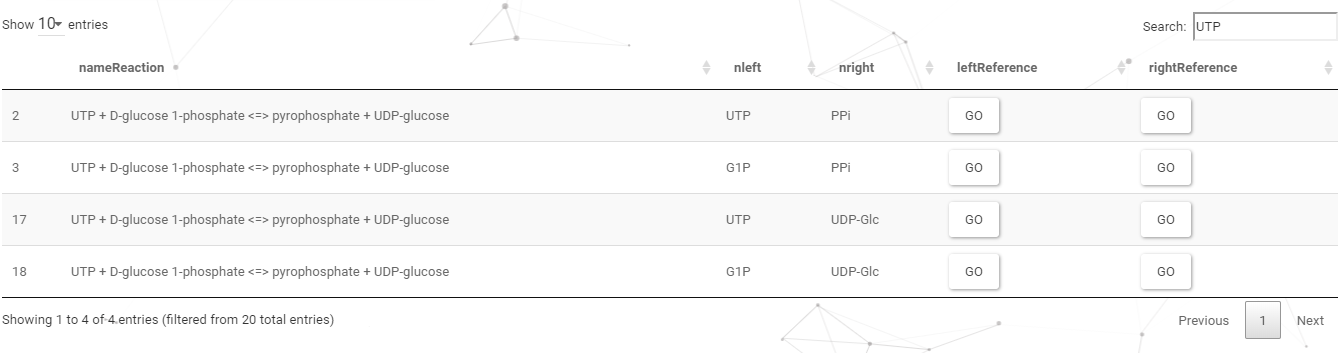 Show 10 entries Search: UTP
nameReaction nleft nright leftReference rightReference
2 UTP + D-glucose 1-phosphate <=> pyrophosphate + UDP-glucose UTP PPi GO GO
3 UTP + D-glucose 1-phosphate <=> pyrophosphate + UDP-glucose G1P PPi GO GO
17 UTP + D-glucose 1-phosphate <=> pyrophosphate + UDP-glucose UTP UDP-Glc GO GO
18 UTP + D-glucose 1-phosphate <=> pyrophosphate + UDP-glucose G1P UDP-Glc GO GO
Showing 1 to 4 of 4 entries (filtered from 20 total entries) Previous 1 Next